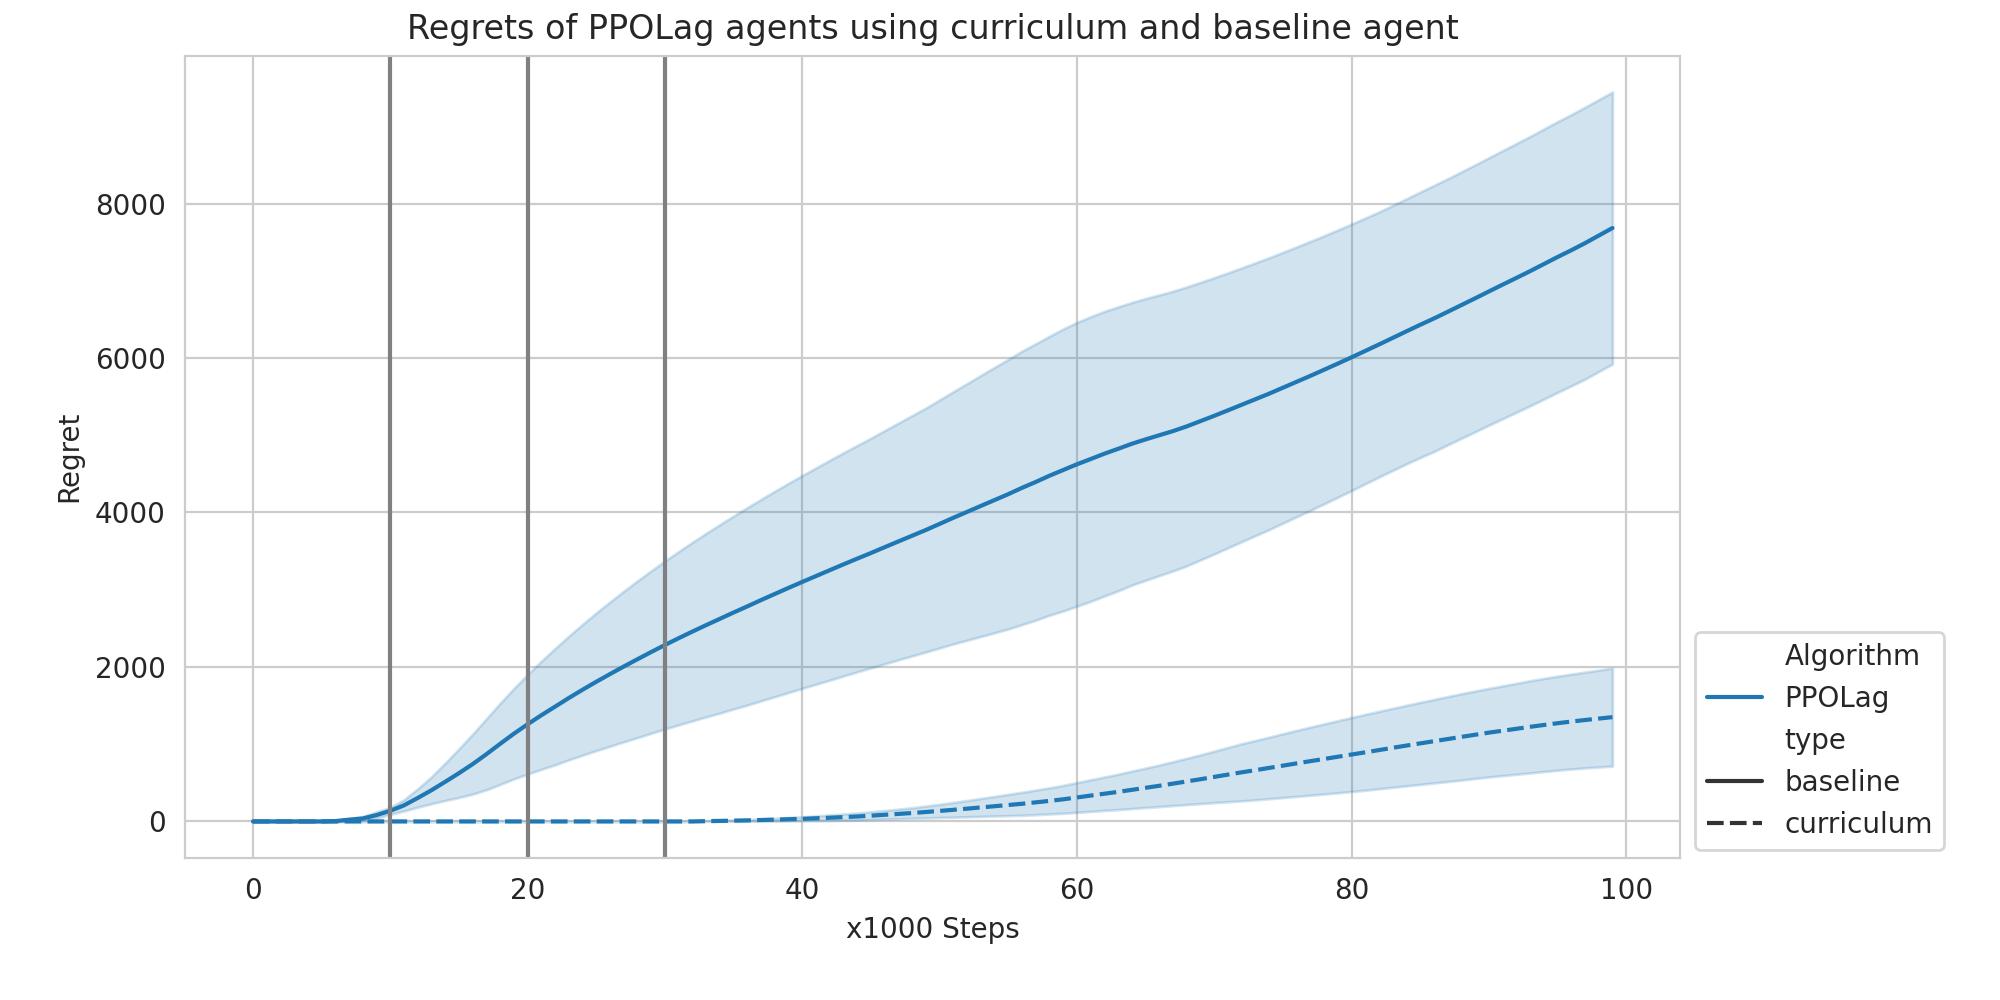 Regrets of PPOLag agents using curriculum and baseline agent
Regret
8000
6000
4000
2000
0
0 20 40 60 80 100
x1000 Steps
Algorithm
PPOLag
type
baseline
curriculum